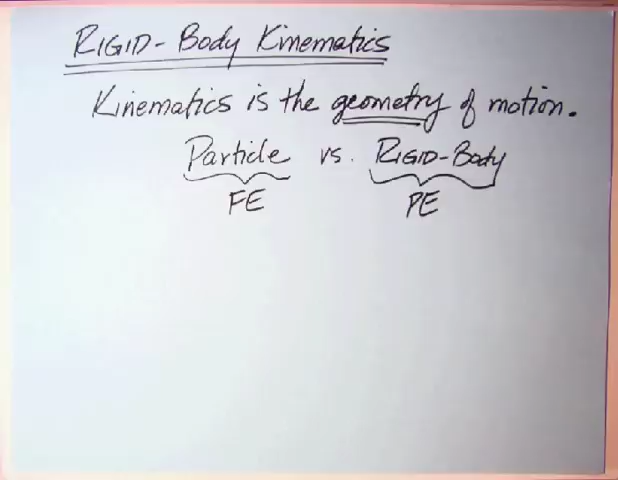 RIGID-Body Kinematics
Kinematics is the geometry of motion.
Particle vs. RIGID-Body
FE PE